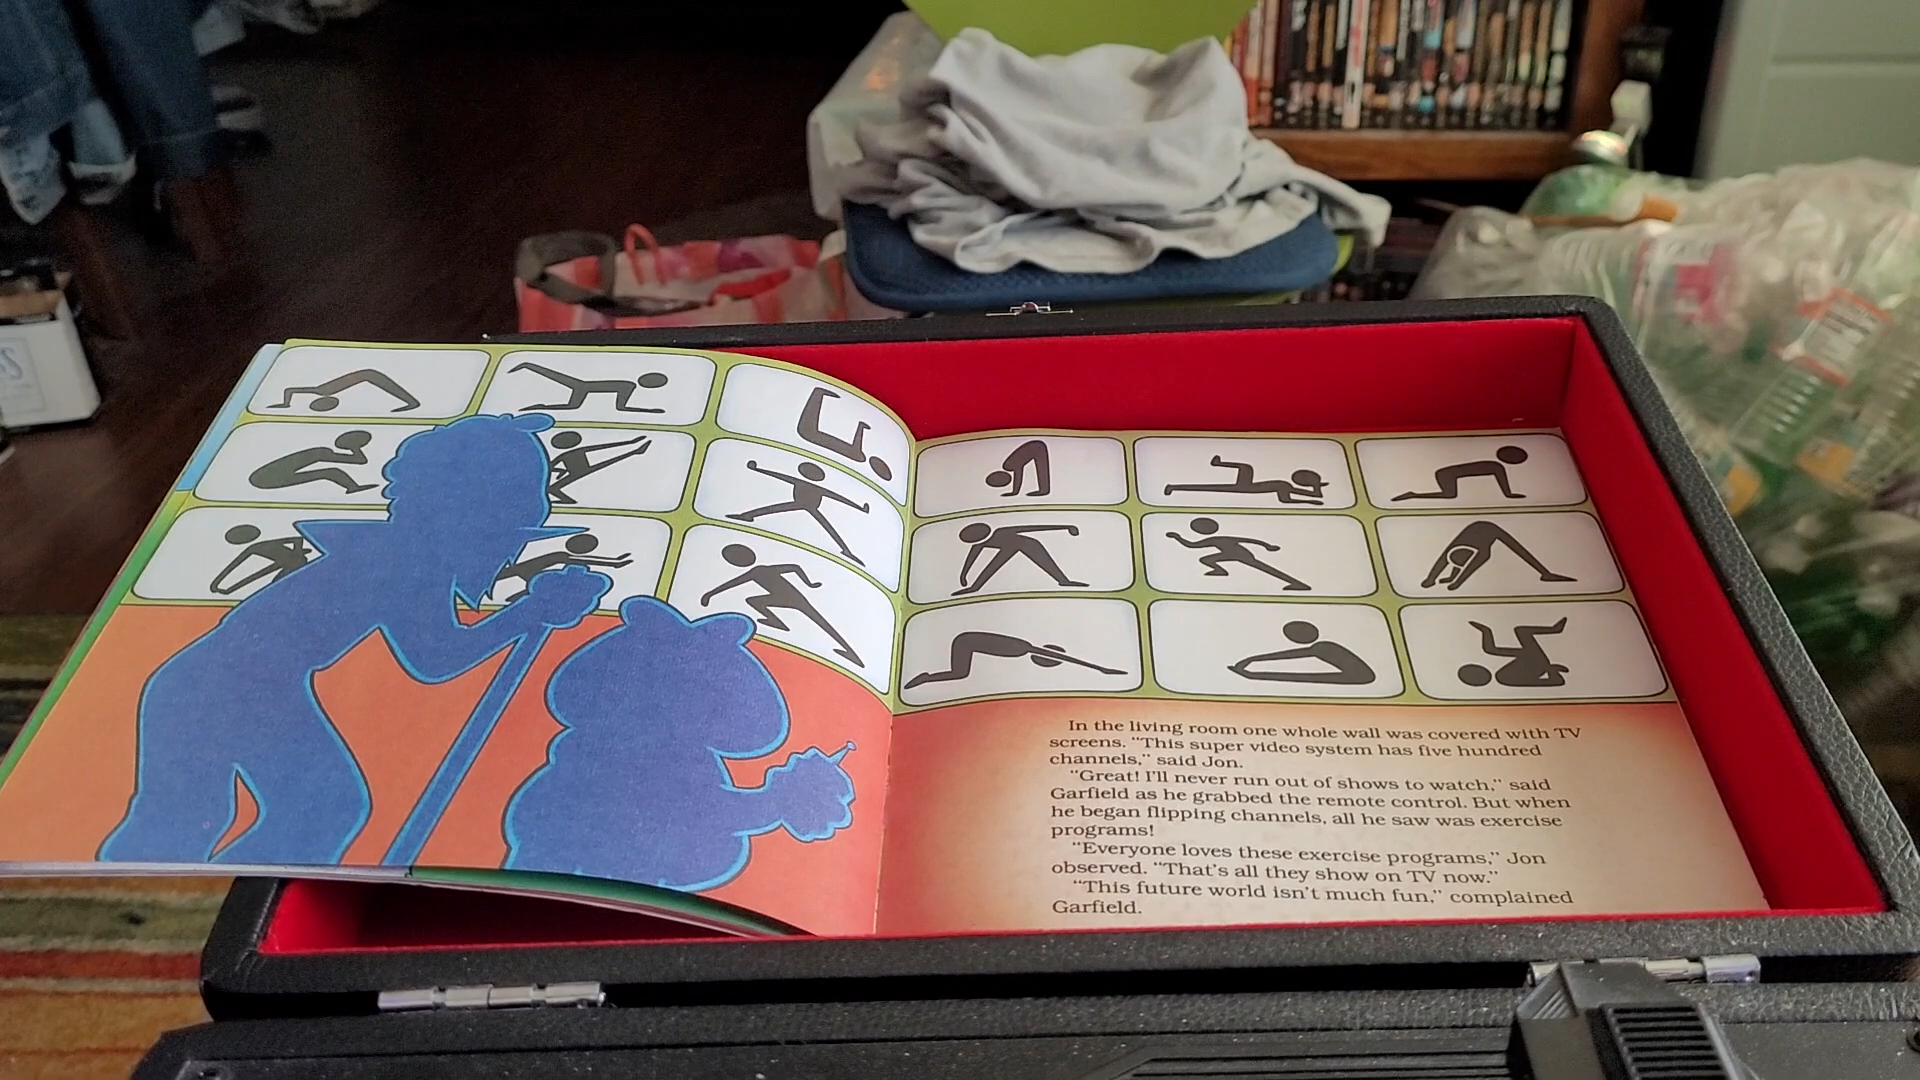 In the living room one whole wall was covered with TV
screens. "This super video system has five hundred
channels," said Jon.
"Great! I'll never run out of shows to watch," said
Garfield as he grabbed the remote control. But when
he began flipping channels, all he saw was exercise
programs!
"Everyone loves these exercise programs," Jon
observed. "That's all they show on TV now."
"This future world isn't much fun," complained
Garfield.